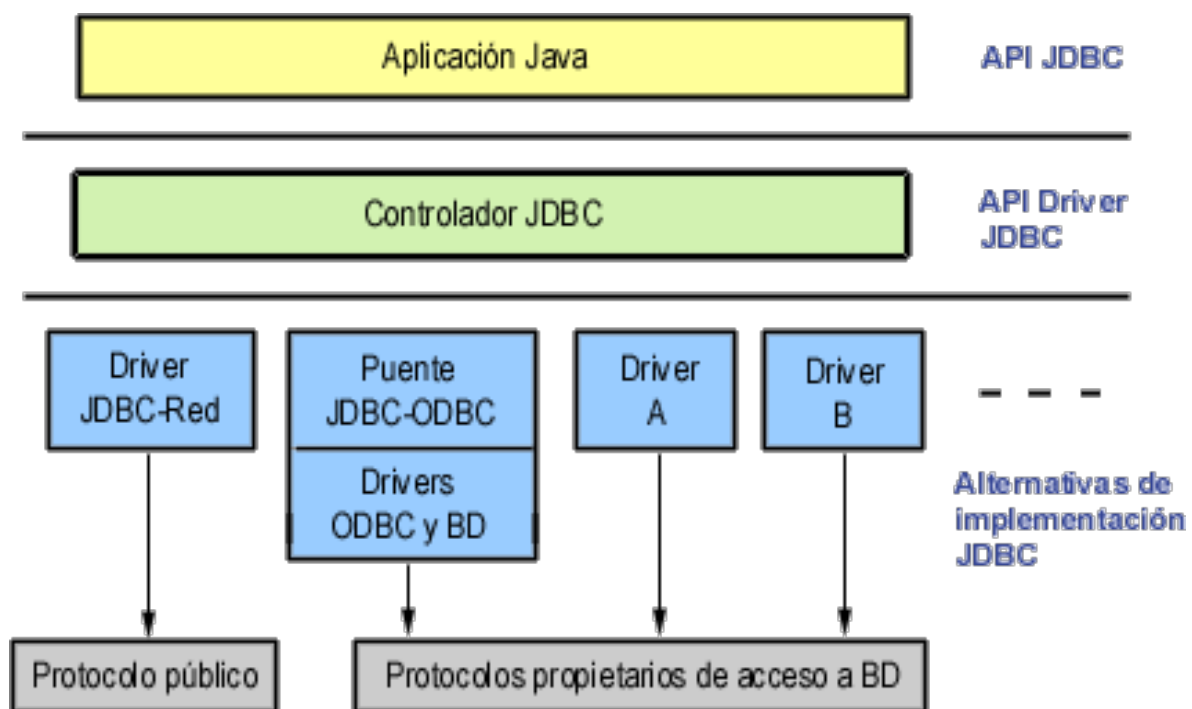 Aplicación Java
API JDBC
Controlador JDBC
API Driver
JDBC
Driver
JDBC-Red
Puente
JDBC-ODBC
Drivers
ODBC y BD
Driver
A
Driver
B
Alternativas de
implementación
JDBC
Protocolo público
Protocolos propietarios de acceso a BD